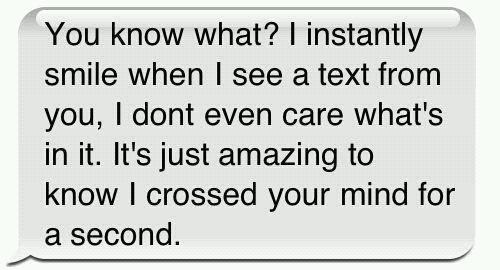 You know what? I instantly
smile when I see a text from
you, I dont even care what's
in it. It's just amazing to
know I crossed your mind for
a second.